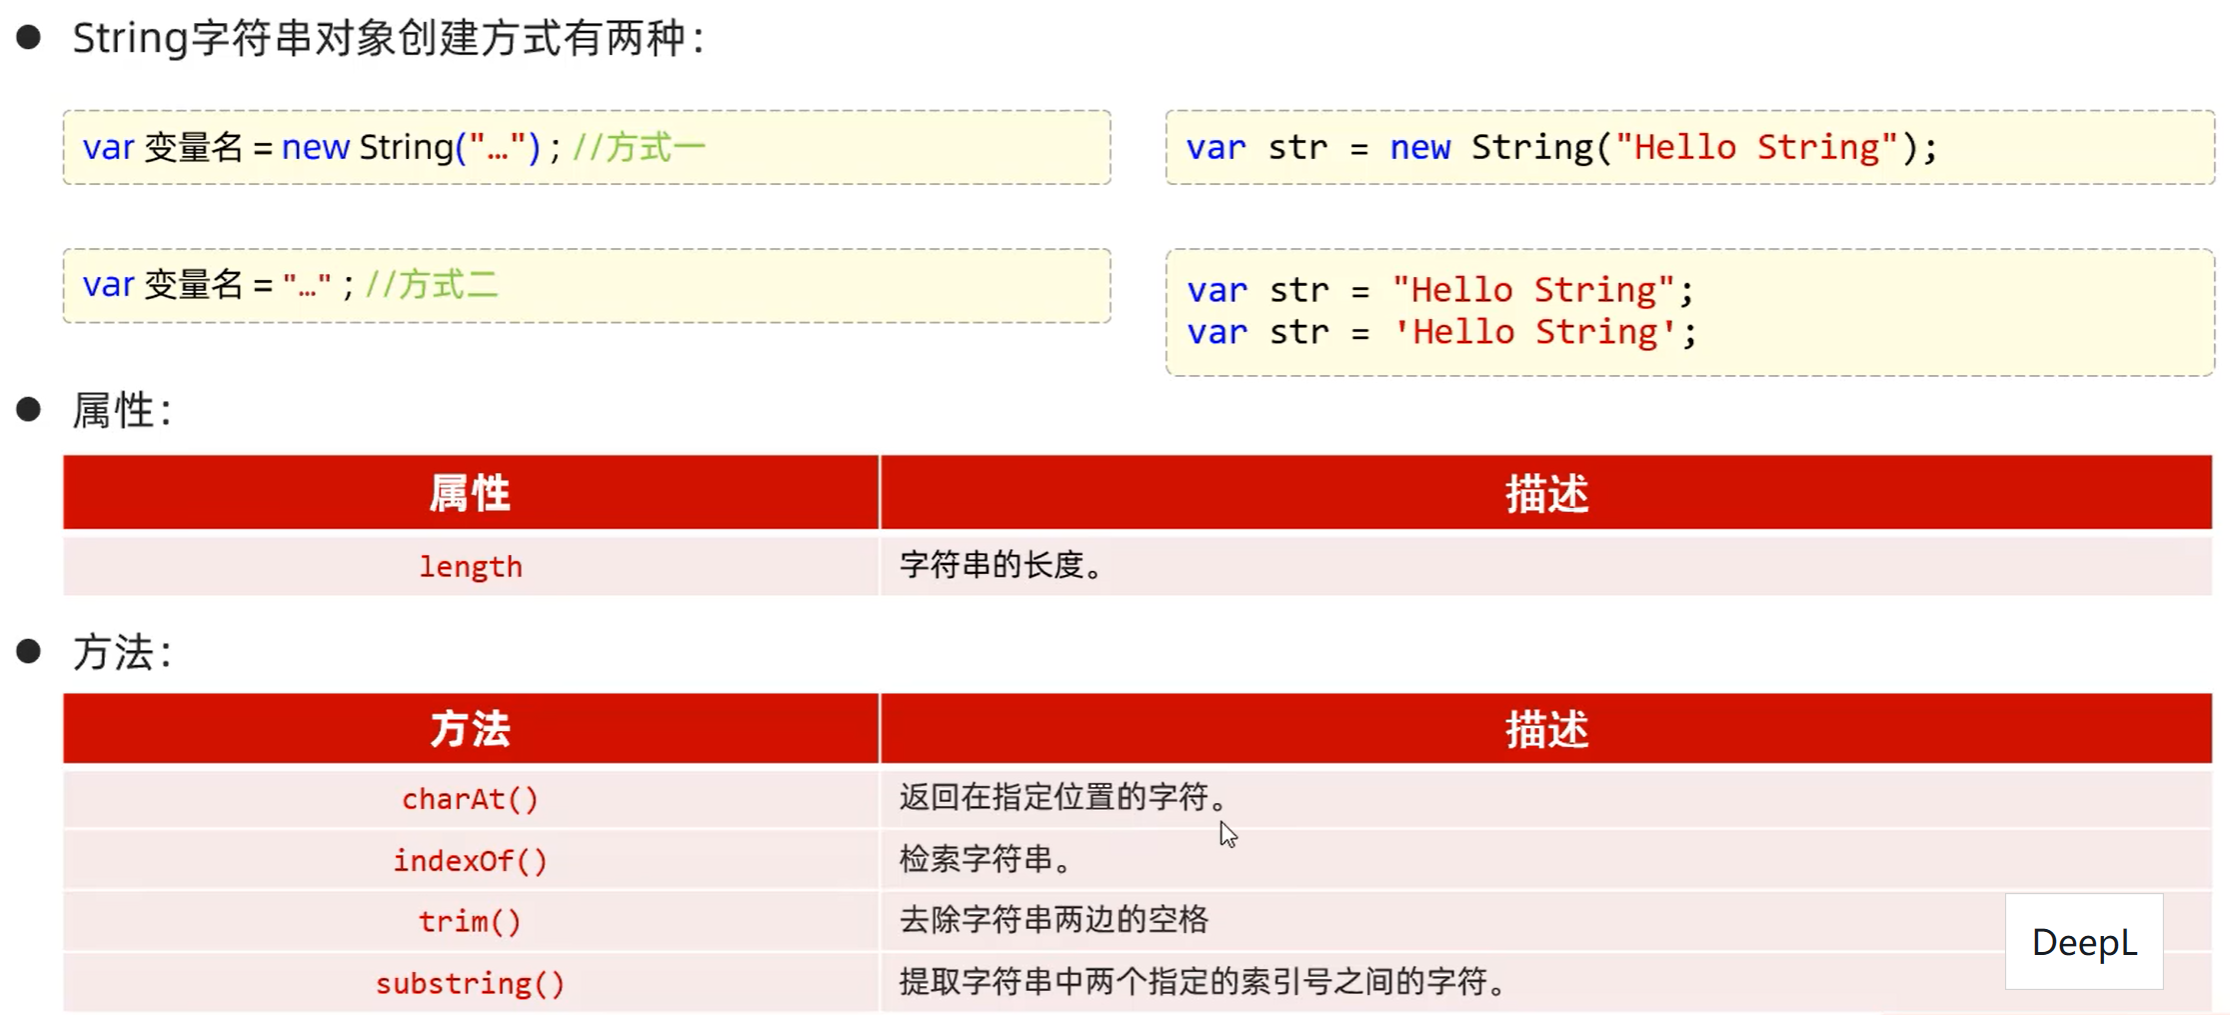 String字符串对象创建方式有两种：
var 变量名 = new String("…") ; //方式一
var str = new String("Hello String");
var 变量名 = "…" ; //方式二
var str = "Hello String";
var str = 'Hello String';
属性：
属性 描述
length 字符串的长度。
方法：
方法 描述
charAt() 返回在指定位置的字符。
indexOf() 检索字符串。
trim() 去除字符串两边的空格
substring() 提取字符串中两个指定的索引号之间的字符。
DeepL